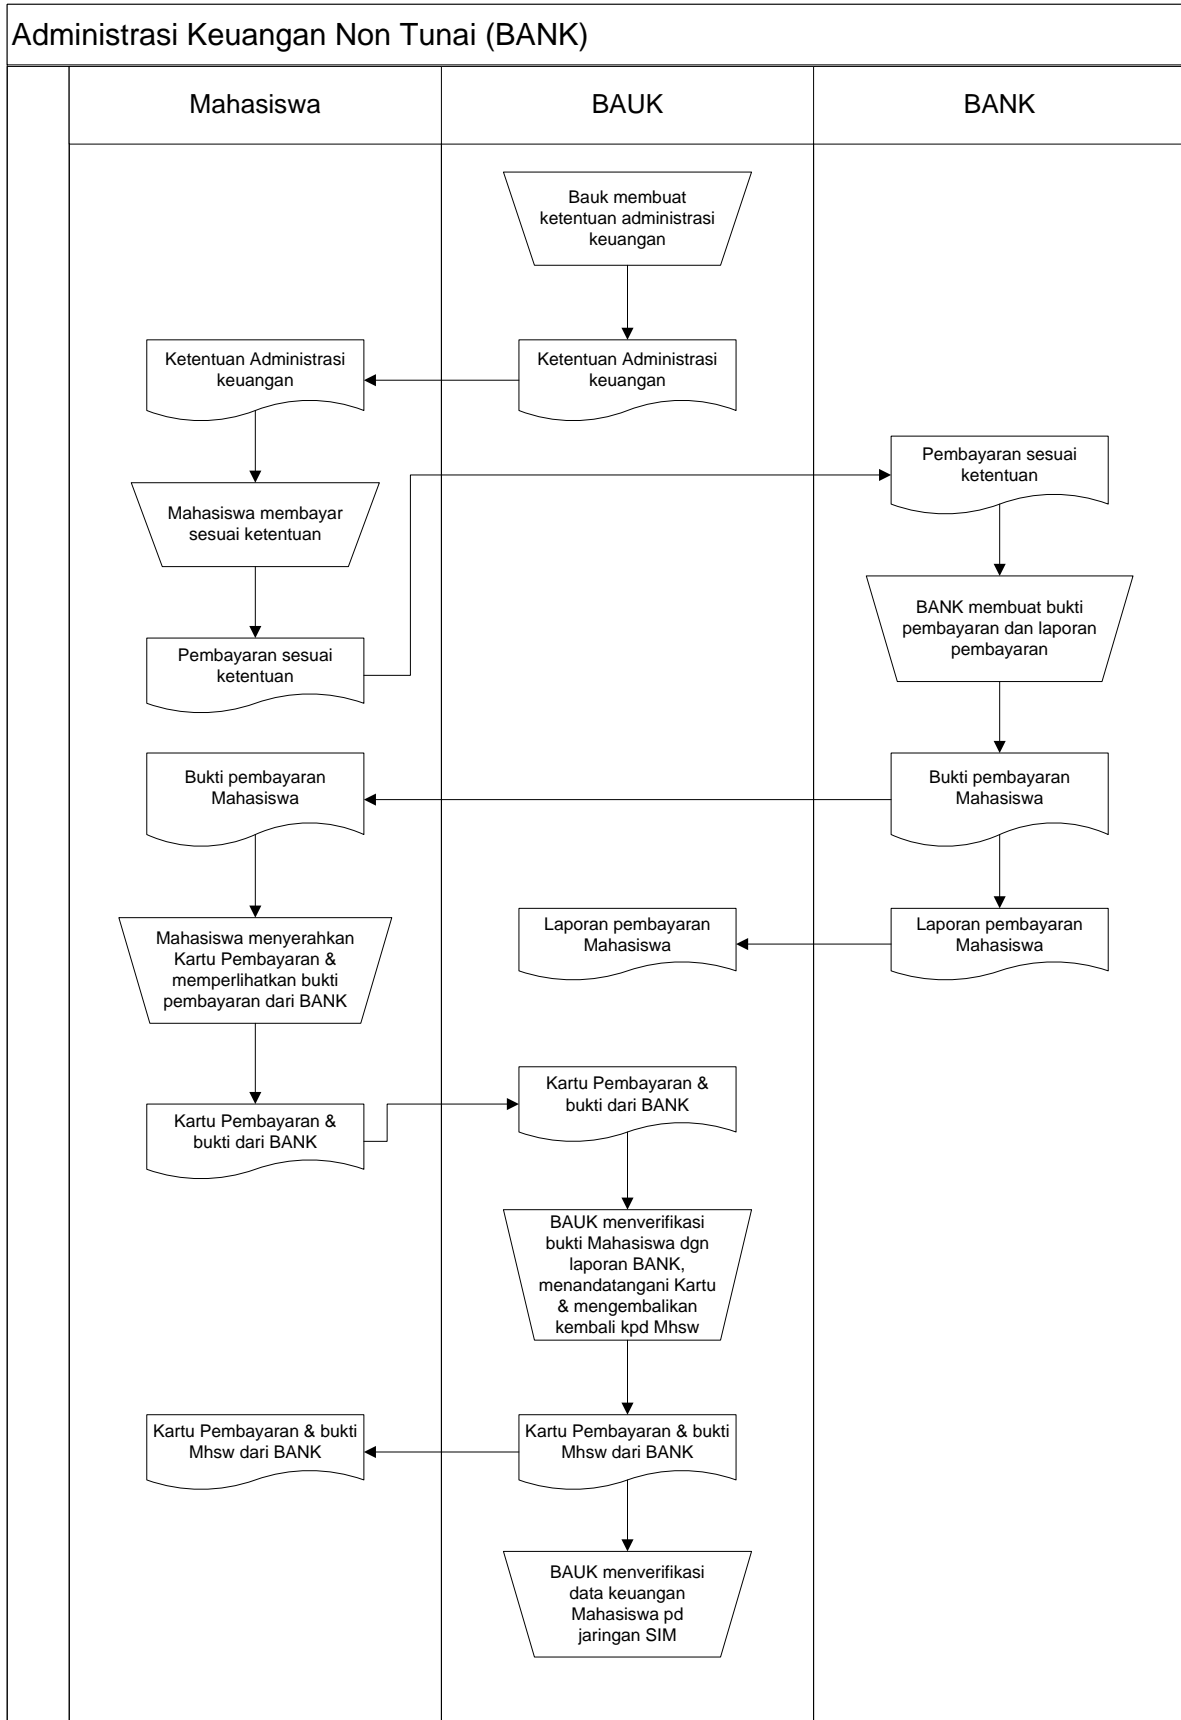 Administrasi Keuangan Non Tunai (BANK)
Mahasiswa
BAUK
BANK
Bauk membuat
ketentuan administrasi
keuangan
Ketentuan Administrasi
keuangan
Ketentuan Administrasi
keuangan
Pembayaran sesuai
ketentuan
Mahasiswa membayar
sesuai ketentuan
BANK membuat bukti
pembayaran dan laporan
pembayaran
Pembayaran sesuai
ketentuan
Bukti pembayaran
Mahasiswa
Bukti pembayaran
Mahasiswa
Mahasiswa menyerahkan
Kartu Pembayaran &
memperlihatkan bukti
pembayaran dari BANK
Laporan pembayaran
Mahasiswa
Laporan pembayaran
Mahasiswa
Kartu Pembayaran &
bukti dari BANK
Kartu Pembayaran &
bukti dari BANK
BAUK menverifikasi
bukti Mahasiswa dgn
laporan BANK,
menandatangani Kartu
& mengembalikan
kembali kpd Mhsw
Kartu Pembayaran & bukti
Mhsw dari BANK
Kartu Pembayaran & bukti
Mhsw dari BANK
BAUK menverifikasi
data keuangan
Mahasiswa pd
jaringan SIM